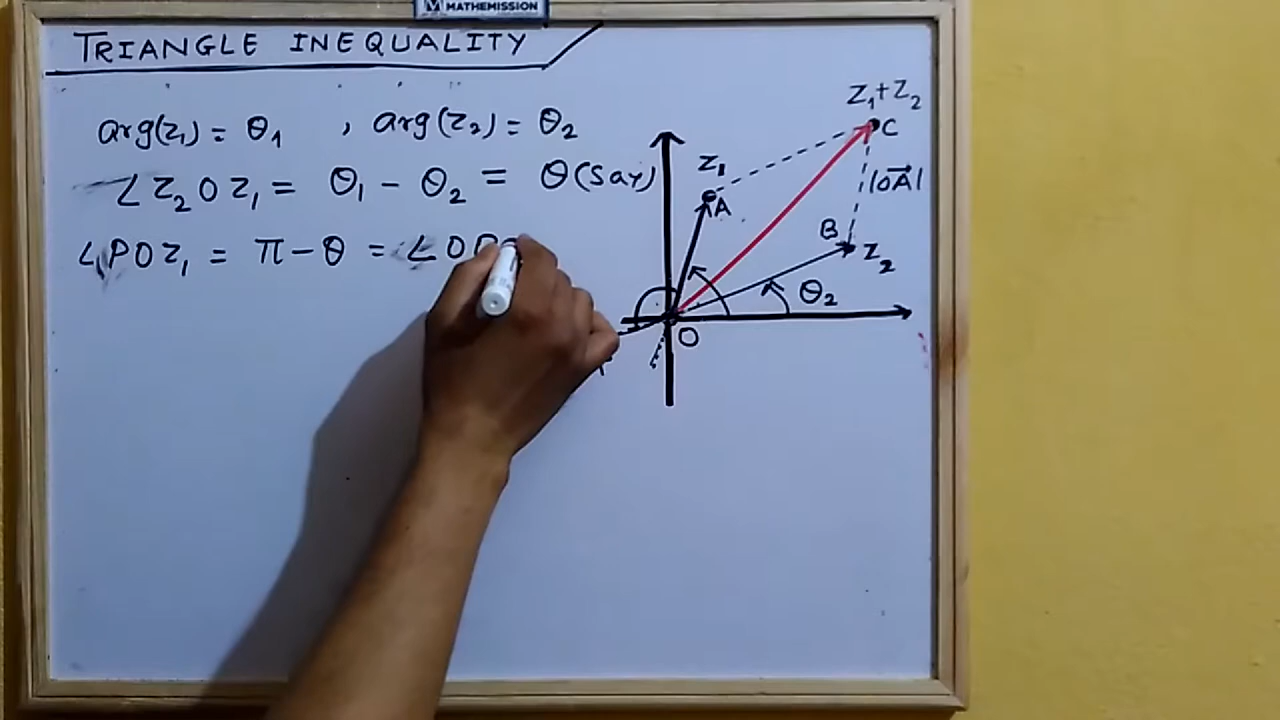 MATHEMISSION
TRIANGLE INEQUALITY
arg(z₁) = θ₁ , arg(z₂) = θ₂
∠Z₂OZ₁ = θ₁ - θ₂ = θ(Say)
∠POZ₁ = π - θ = ∠O
Z₁+Z₂
C
Z₁
A
|OA⃗|
B
Z₂
θ₂
O